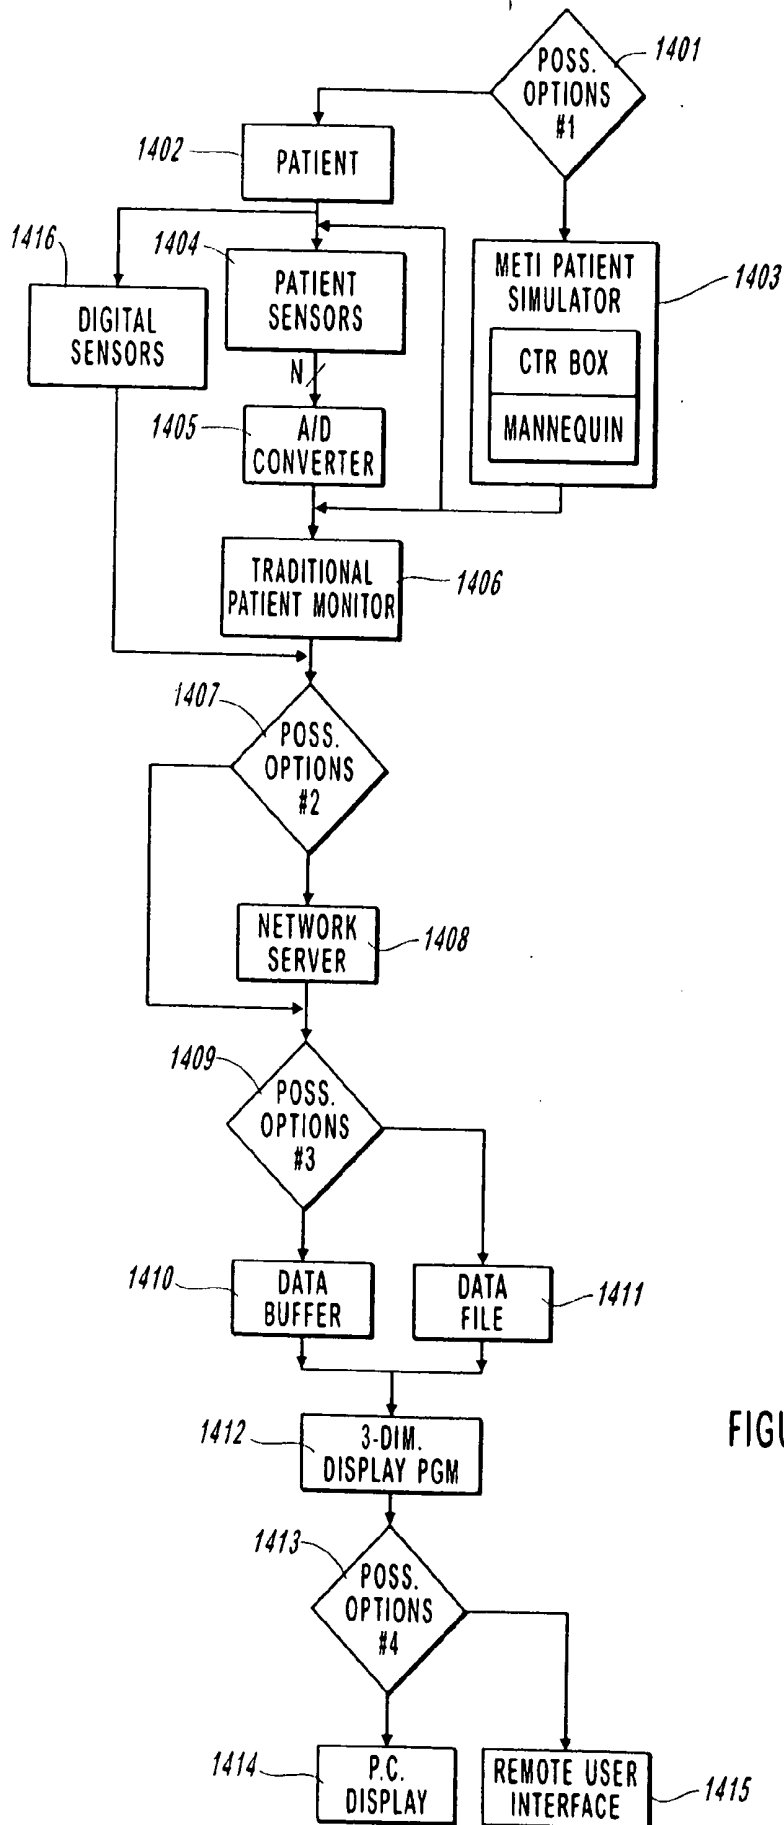 POSS.
OPTIONS
#1
1401
1402
PATIENT
1416
DIGITAL
SENSORS
1404
PATIENT
SENSORS
N
METI PATIENT
SIMULATOR
CTR BOX
MANNEQUIN
1403
1405
A/D
CONVERTER
TRADITIONAL
PATIENT MONITOR
1406
1407
POSS.
OPTIONS
#2
NETWORK
SERVER
1408
1409
POSS.
OPTIONS
#3
1410
DATA
BUFFER
DATA
FILE
1411
1412
3-DIM.
DISPLAY PGM
FIGU
1413
POSS.
OPTIONS
#4
1414
P.C.
DISPLAY
REMOTE USER
INTERFACE
1415